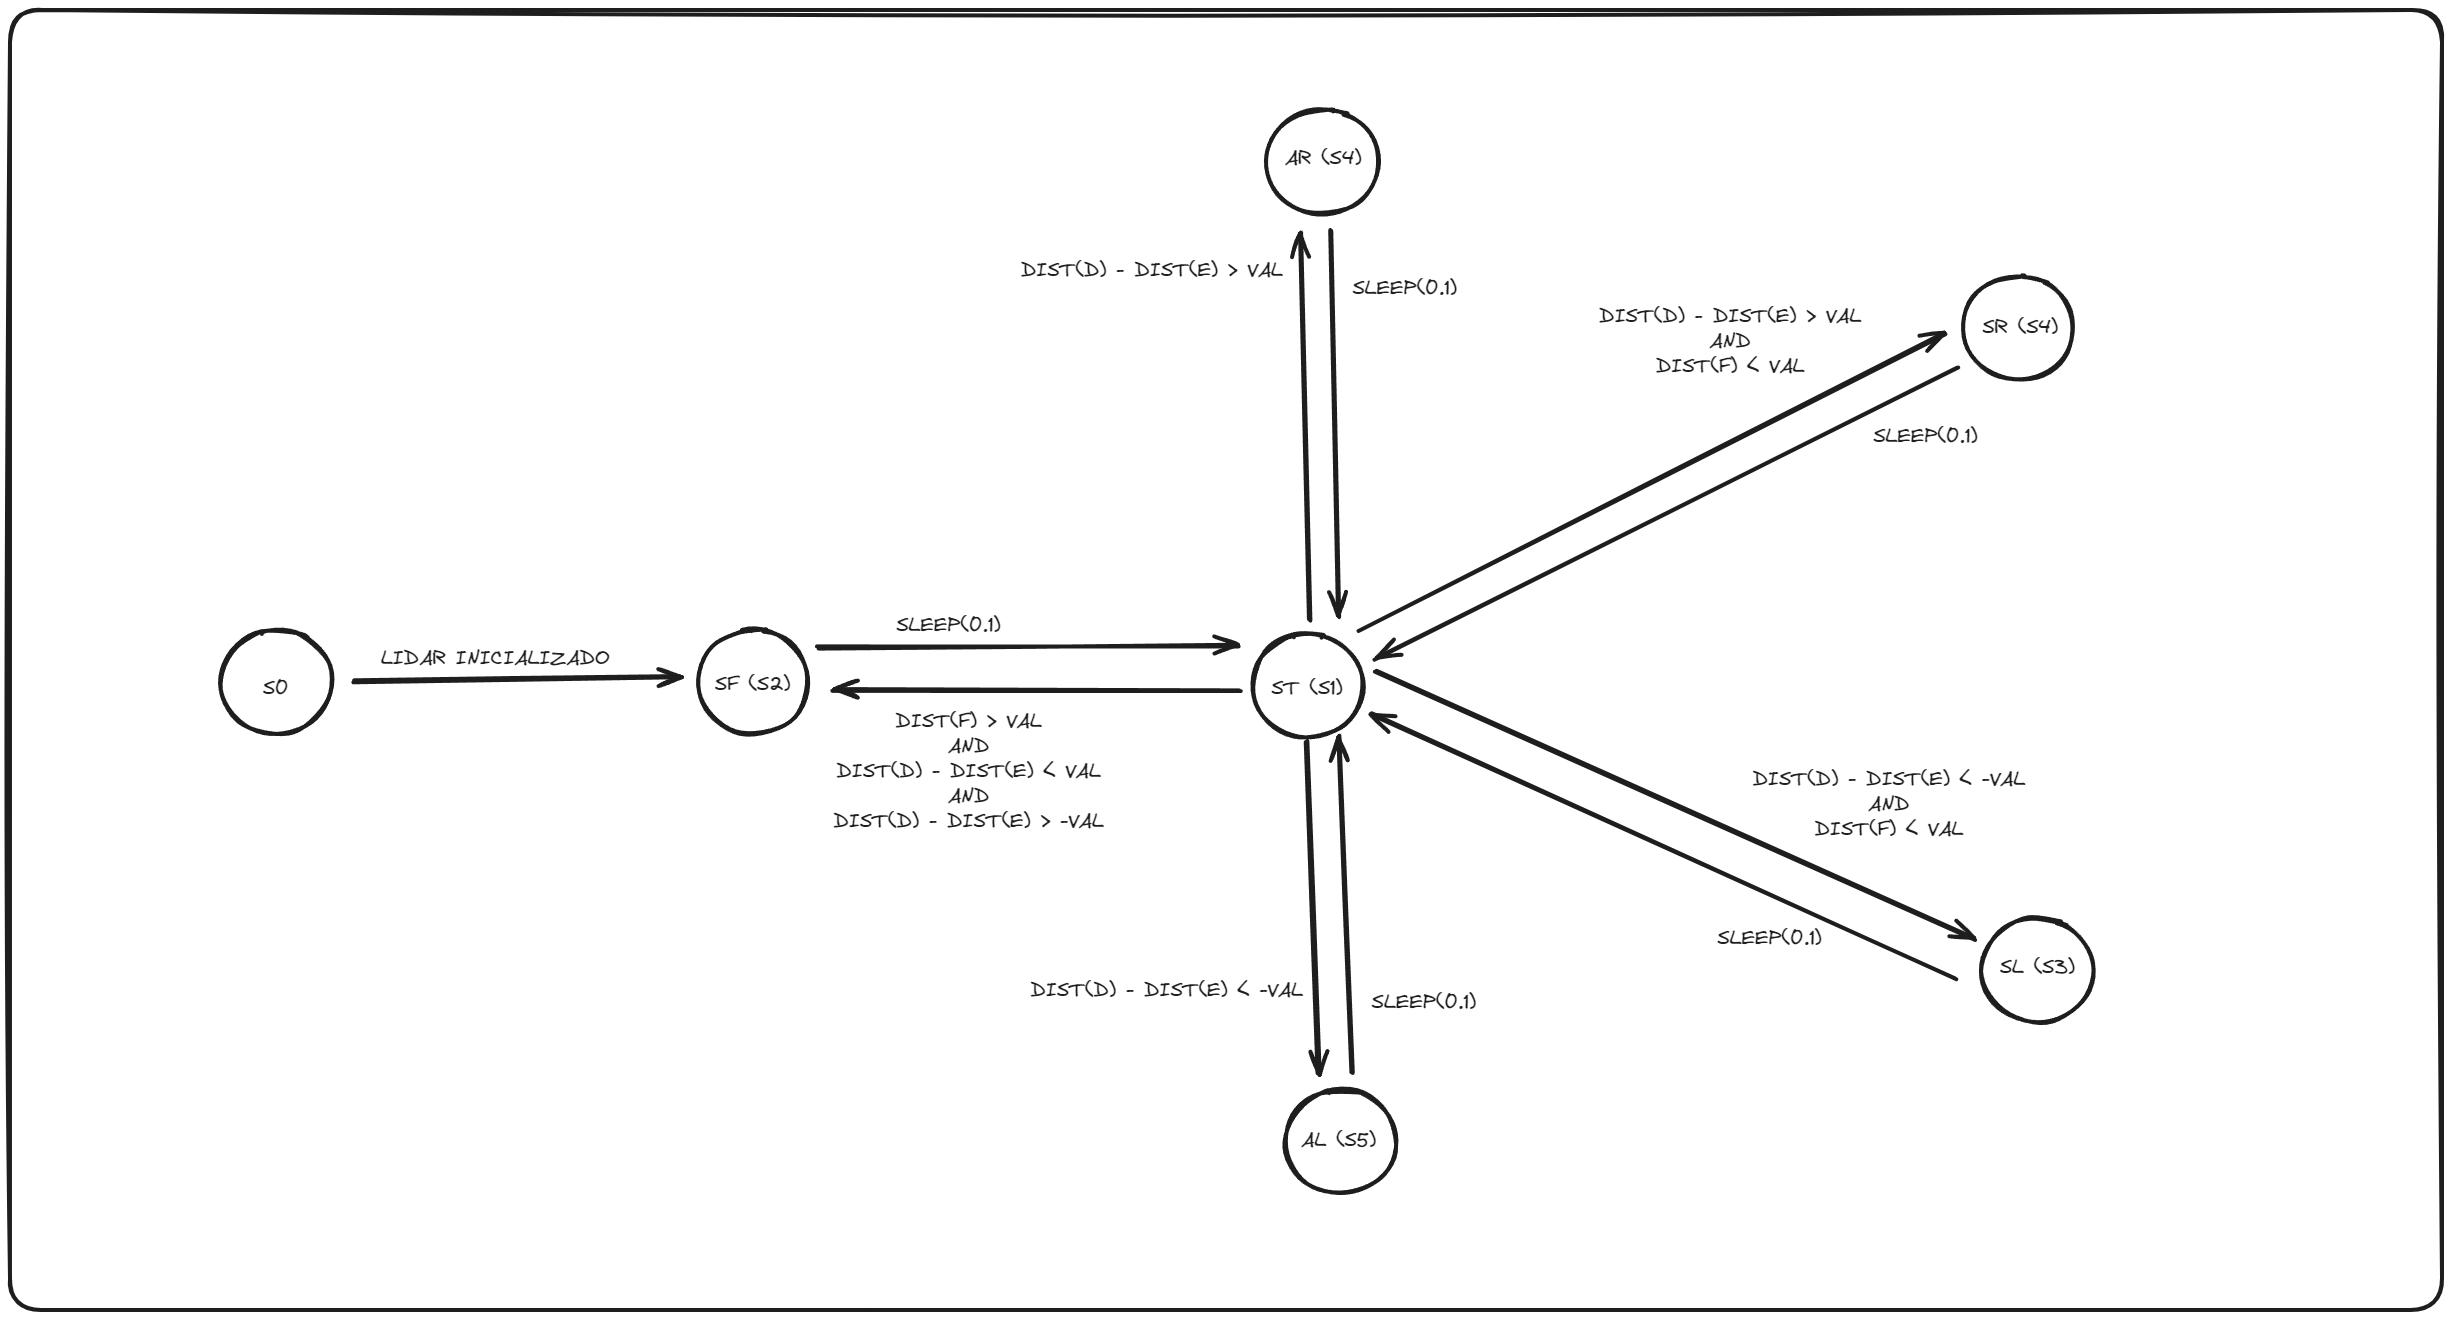 AR (S4)
DIST(D) - DIST(E) > VAL
SLEEP(0.1)
DIST(D) - DIST(E) > VAL
AND
DIST(F) < VAL
SR (S4)
SLEEP(0.1)
S0
LIDAR INICIALIZADO
SF (S2)
SLEEP(0.1)
DIST(F) > VAL
AND
DIST(D) - DIST(E) < VAL
AND
DIST(D) - DIST(E) > -VAL
ST (S1)
DIST(D) - DIST(E) < -VAL
AND
DIST(F) < VAL
SLEEP(0.1)
SL (S3)
DIST(D) - DIST(E) < -VAL
SLEEP(0.1)
AL (S5)